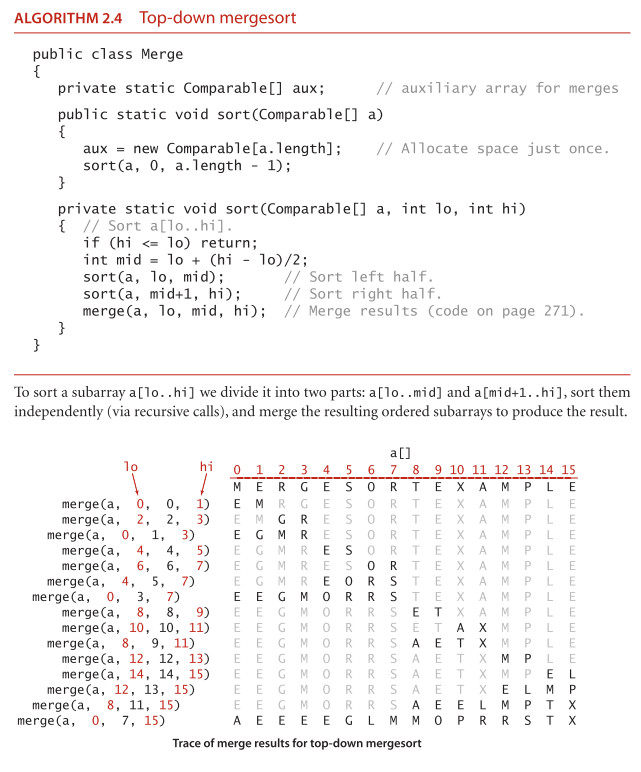 ALGORITHM 2.4 Top-down mergesort
public class Merge
{
private static Comparable[] aux; // auxiliary array for merges
public static void sort(Comparable[] a)
{
aux = new Comparable[a.length]; // Allocate space just once.
sort(a, 0, a.length - 1);
}
private static void sort(Comparable[] a, int lo, int hi)
{ // Sort a[lo..hi].
if (hi <= lo) return;
int mid = lo + (hi - lo)/2;
sort(a, lo, mid); // Sort left half.
sort(a, mid+1, hi); // Sort right half.
merge(a, lo, mid, hi); // Merge results (code on page 271).
}
}
To sort a subarray a[lo..hi] we divide it into two parts: a[lo..mid] and a[mid+1..hi], sort them
independently (via recursive calls), and merge the resulting ordered subarrays to produce the result.
a[]
lo hi 0 1 2 3 4 5 6 7 8 9 10 11 12 13 14 15
M E R G E S O R T E X A M P L E
merge(a, 0, 0, 1) E M R G E S O R T E X A M P L E
merge(a, 2, 2, 3) E M G R E S O R T E X A M P L E
merge(a, 0, 1, 3) E G M R E S O R T E X A M P L E
merge(a, 4, 4, 5) E G M R E S O R T E X A M P L E
merge(a, 6, 6, 7) E G M R E S O R T E X A M P L E
merge(a, 4, 5, 7) E G M R E O R S T E X A M P L E
merge(a, 0, 3, 7) E E G M O R R S T E X A M P L E
merge(a, 8, 8, 9) E E G M O R R S E T X A M P L E
merge(a, 10, 10, 11) E E G M O R R S E T A X M P L E
merge(a, 8, 9, 11) E E G M O R R S A E T X M P L E
merge(a, 12, 12, 13) E E G M O R R S A E T X M P L E
merge(a, 14, 14, 15) E E G M O R R S A E T X M P E L
merge(a, 12, 13, 15) E E G M O R R S A E T X E L M P
merge(a, 8, 11, 15) E E G M O R R S A E E L M P T X
merge(a, 0, 7, 15) A E E E E G L M M O P R R S T X
Trace of merge results for top-down mergesort